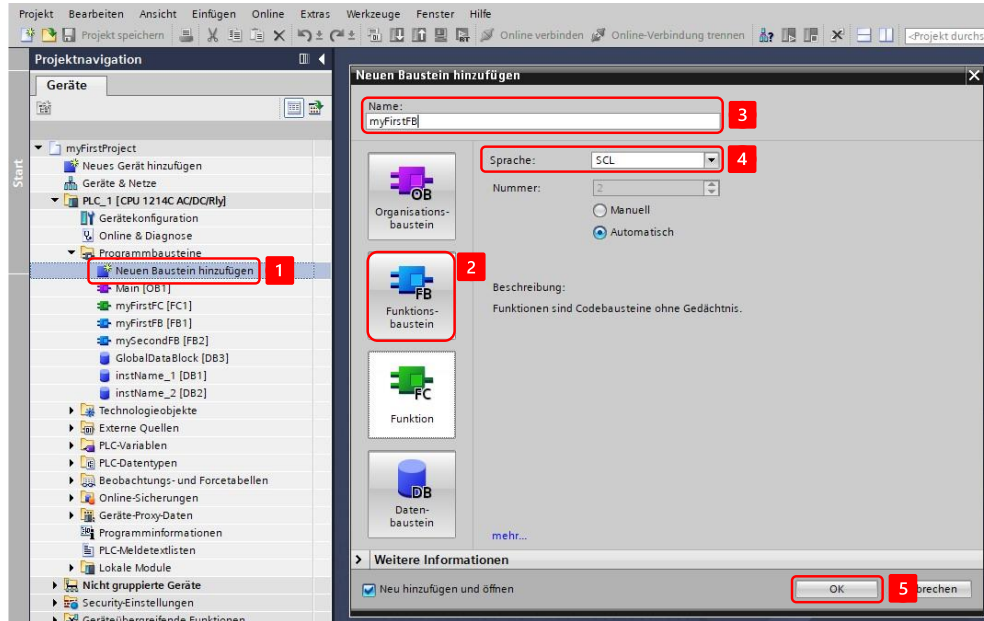 Projekt Bearbeiten Ansicht Einfügen Online Extras Werkzeuge Fenster Hilfe
Projekt speichern Online verbinden Online-Verbindung trennen <Projekt durchs
Projektnavigation
Geräte
Start
myFirstProject
Neues Gerät hinzufügen
Geräte & Netze
PLC_1 [CPU 1214C AC/DC/Rly]
Gerätekonfiguration
Online & Diagnose
Programmbausteine
Neuen Baustein hinzufügen 1
Main [OB1]
myFirstFC [FC1]
myFirstFB [FB1]
mySecondFB [FB2]
GlobalDataBlock [DB3]
instName_1 [DB1]
instName_2 [DB2]
Technologieobjekte
Externe Quellen
PLC-Variablen
PLC-Datentypen
Beobachtungs- und Forcetabellen
Online-Sicherungen
Geräte-Proxy-Daten
Programminformationen
PLC-Meldetextlisten
Lokale Module
Nicht gruppierte Geräte
Security-Einstellungen
Geräteübergreifende Funktionen
Neuen Baustein hinzufügen
Name:
myFirstFB
3
OB
Organisations-
baustein
2
FB
Funktions-
baustein
FC
Funktion
DB
Daten-
baustein
Sprache: SCL 4
Nummer: 2
Manuell
Automatisch
Beschreibung:
Funktionen sind Codebausteine ohne Gedächtnis.
mehr...
Weitere Informationen
Neu hinzufügen und öffnen
OK 5 brechen